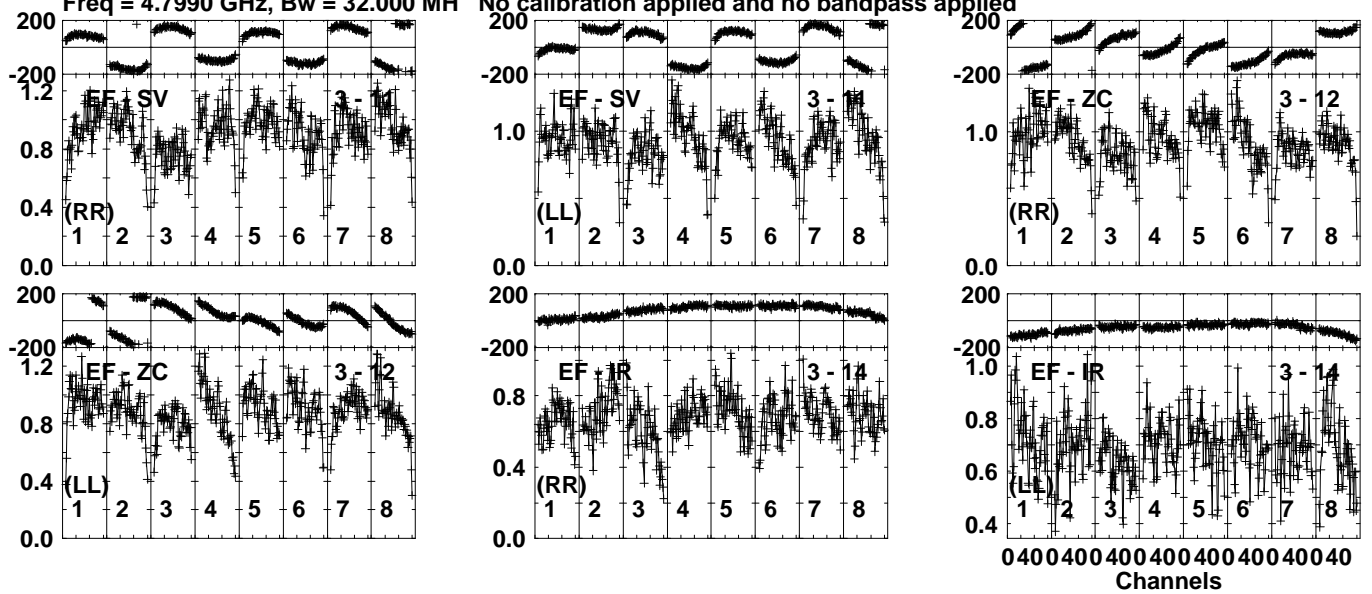 Freq = 4.7990 GHz, Bw = 32.000 MH No calibration applied and no bandpass applied
200
-200
1.2
0.8
0.4
0.0
EF - SV 3 - 14
(RR)
1 2 3 4 5 6 7 8
200
-200
1.0
0.0
EF - SV 3 - 14
(LL)
1 2 3 4 5 6 7 8
200
-200
1.0
0.0
EF - ZC 3 - 12
(RR)
1 2 3 4 5 6 7 8
200
-200
1.2
0.8
0.4
0.0
EF - ZC 3 - 12
(LL)
1 2 3 4 5 6 7 8
200
-200
0.8
0.4
0.0
EF - IR 3 - 14
(RR)
1 2 3 4 5 6 7 8
200
-200
1.0
0.8
0.6
0.4
EF - IR 3 - 14
(LL)
1 2 3 4 5 6 7 8
0 40 0 40 0 40 0 40 0 40 0 40 0 40 0 40
Channels